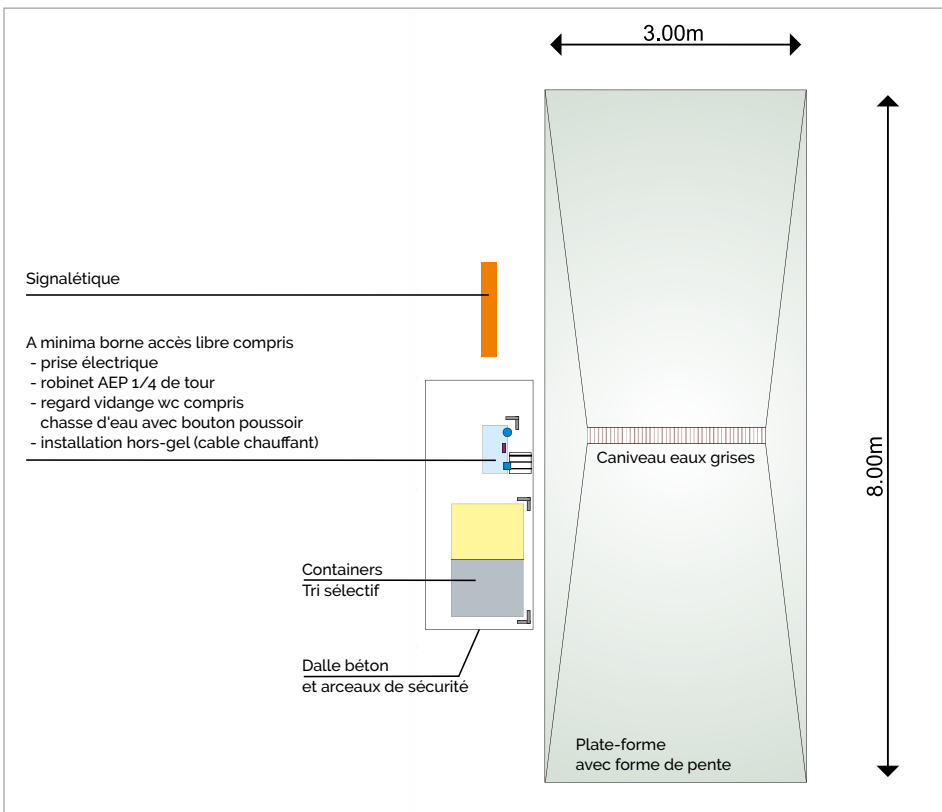 3.00m
Signalétique
A minima borne accès libre compris
- prise électrique
- robinet AEP 1/4 de tour
- regard vidange wc compris
chasse d'eau avec bouton poussoir
- installation hors-gel (cable chauffant)
Caniveau eaux grises
8.00m
Containers
Tri sélectif
Dalle béton
et arceaux de sécurité
Plate-forme
avec forme de pente